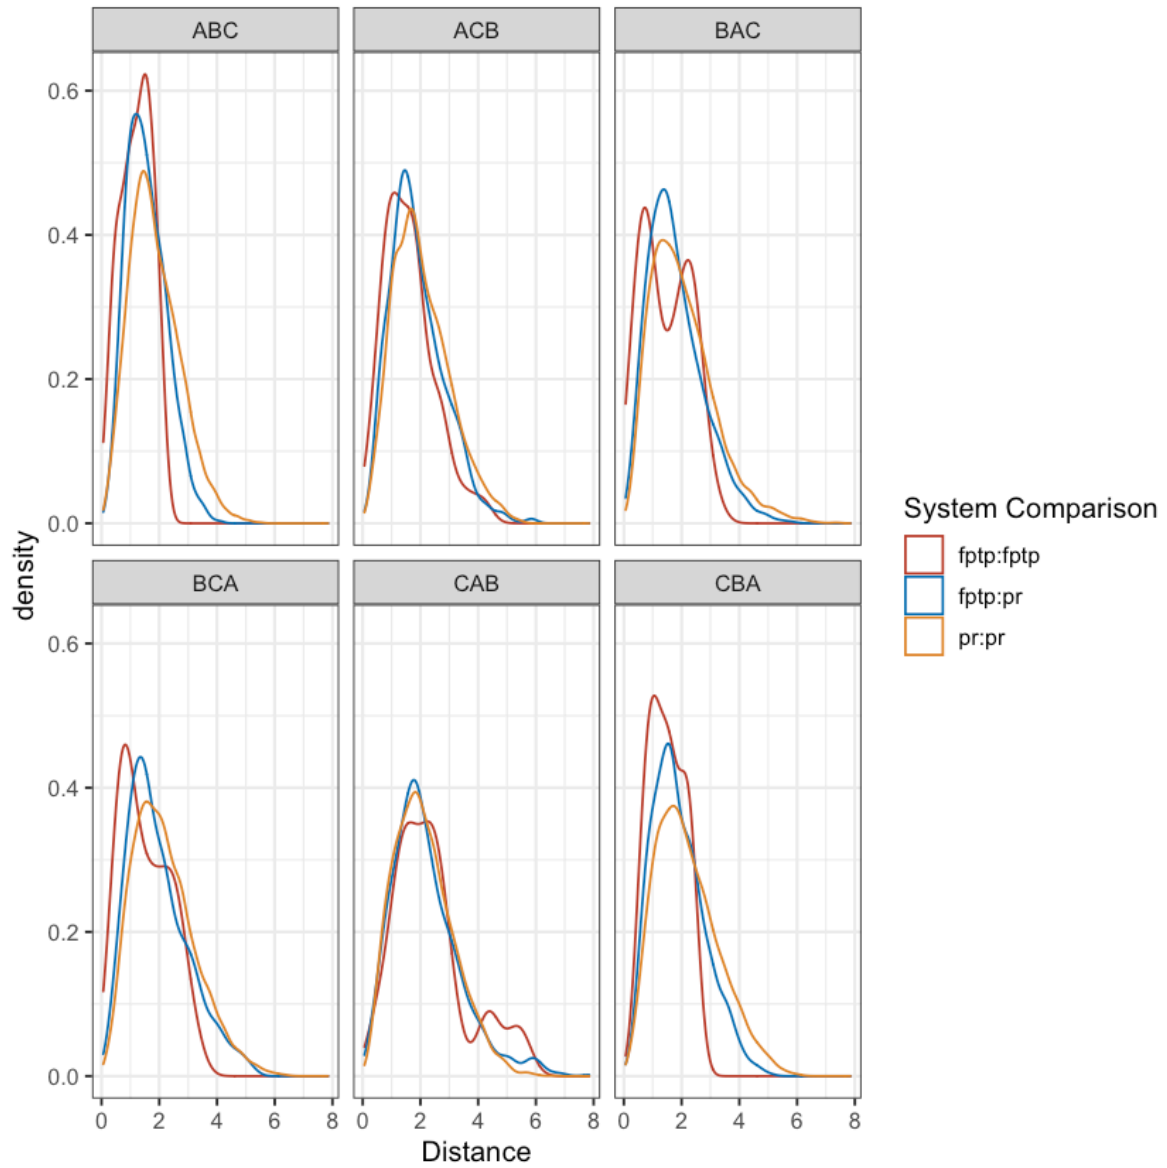 ABC ACB BAC
0.6
0.4
0.2
0.0
BCA CAB CBA
0.6
0.4
0.2
0.0
0 2 4 6 8 0 2 4 6 8 0 2 4 6 8
Distance
density
System Comparison
fptp:fptp
fptp:pr
pr:pr